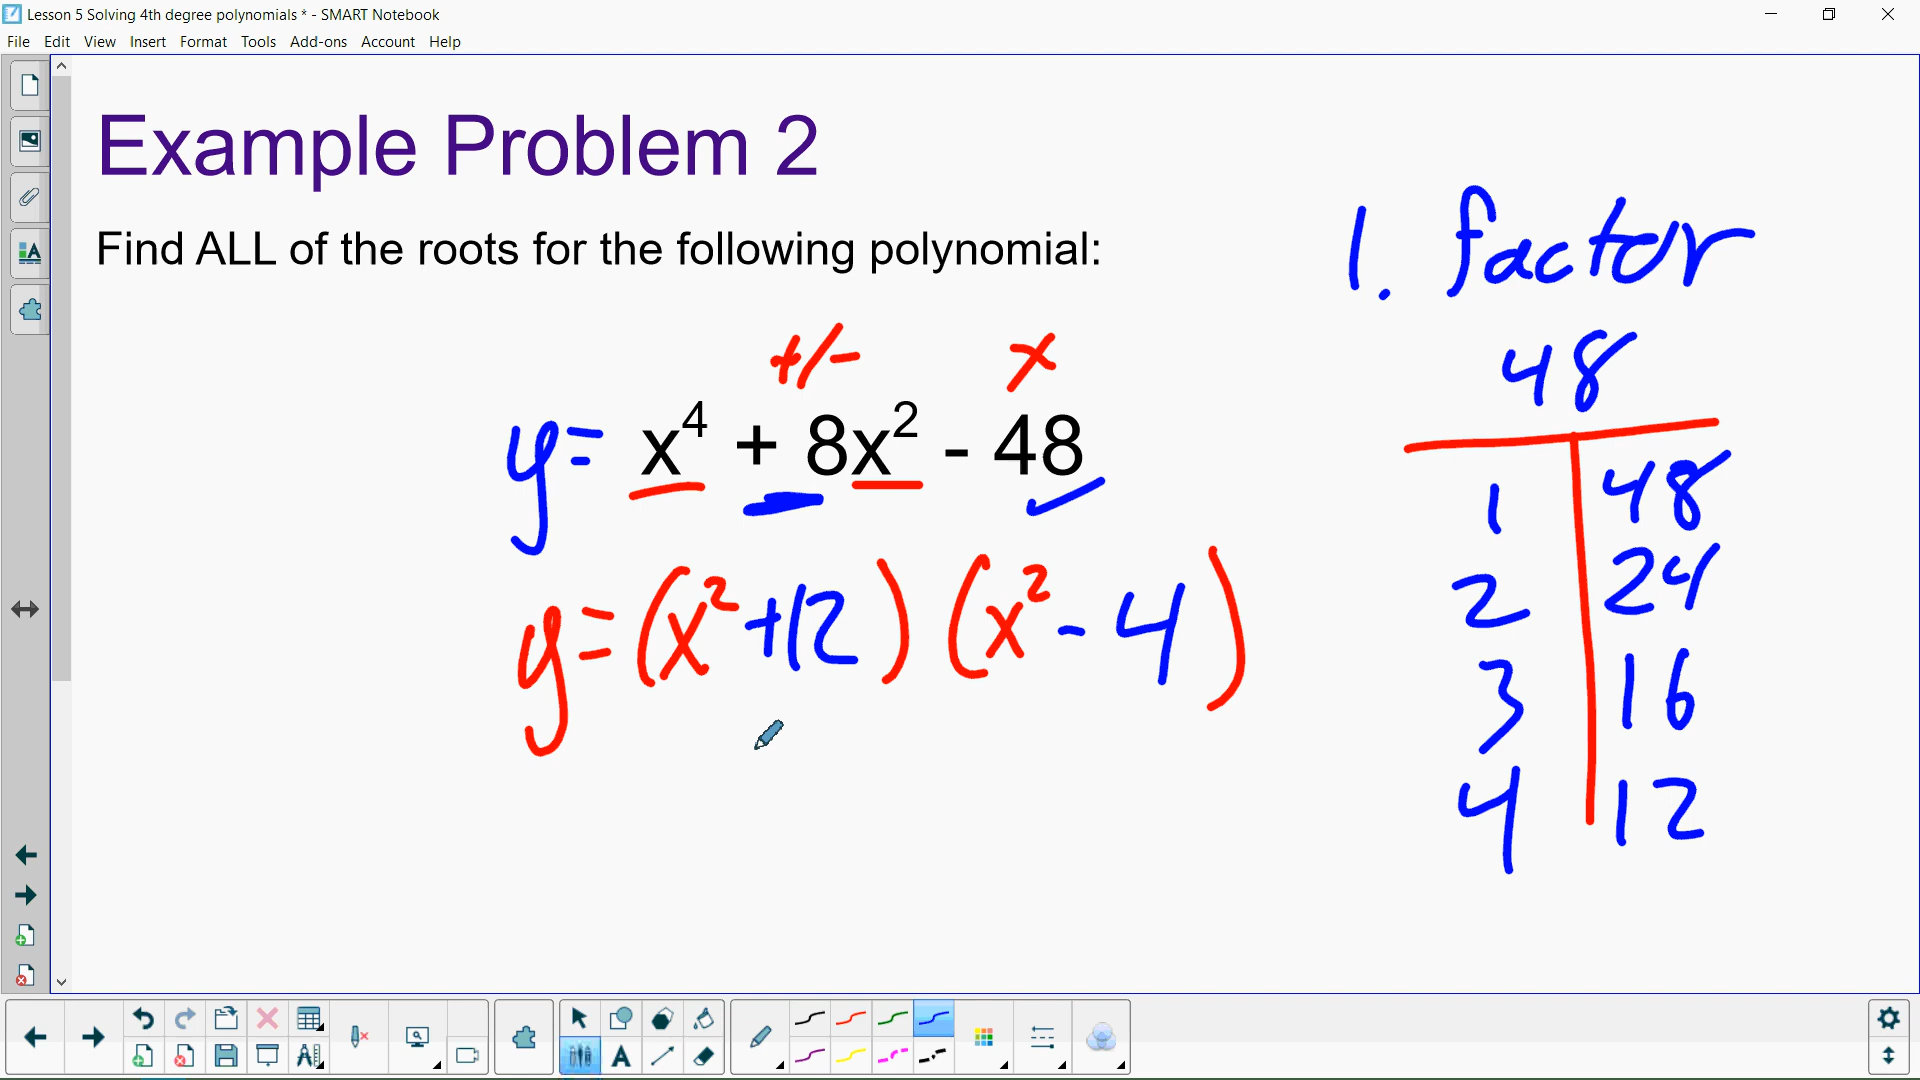 Lesson 5 Solving 4th degree polynomials * - SMART Notebook
File Edit View Insert Format Tools Add-ons Account Help
Example Problem 2
Find ALL of the roots for the following polynomial:
1. factor
48
+/- x
y= x⁴ + 8x² - 48
1 48
2 24
y=(x²+12)(x²-4)
3 16
4 12